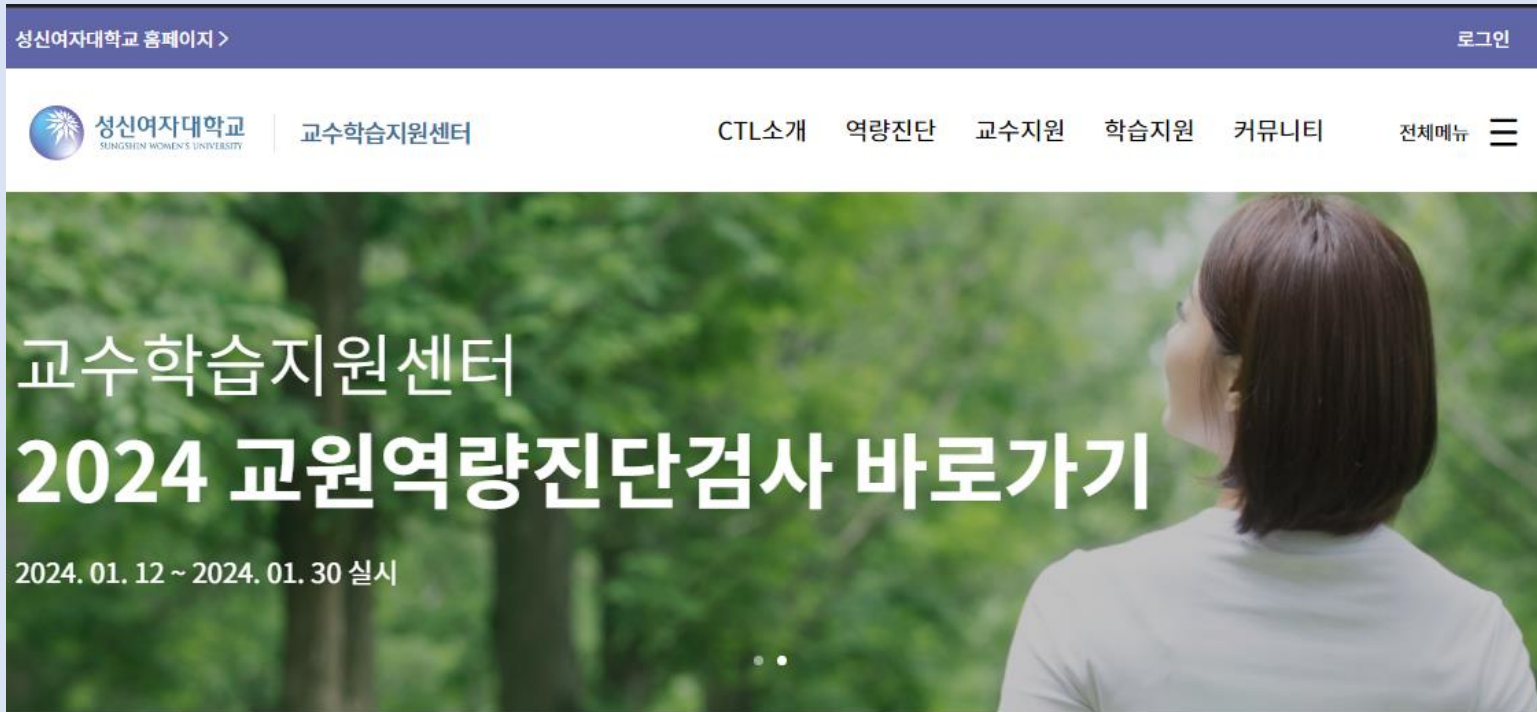 성신여자대학교 홈페이지 >
로그인
성신여자대학교
SUNGSHIN WOMEN'S UNIVERSITY
교수학습지원센터
CTL소개 역량진단 교수지원 학습지원 커뮤니티 전체메뉴
교수학습지원센터
2024 교원역량진단검사 바로가기
2024. 01. 12 ~ 2024. 01. 30 실시